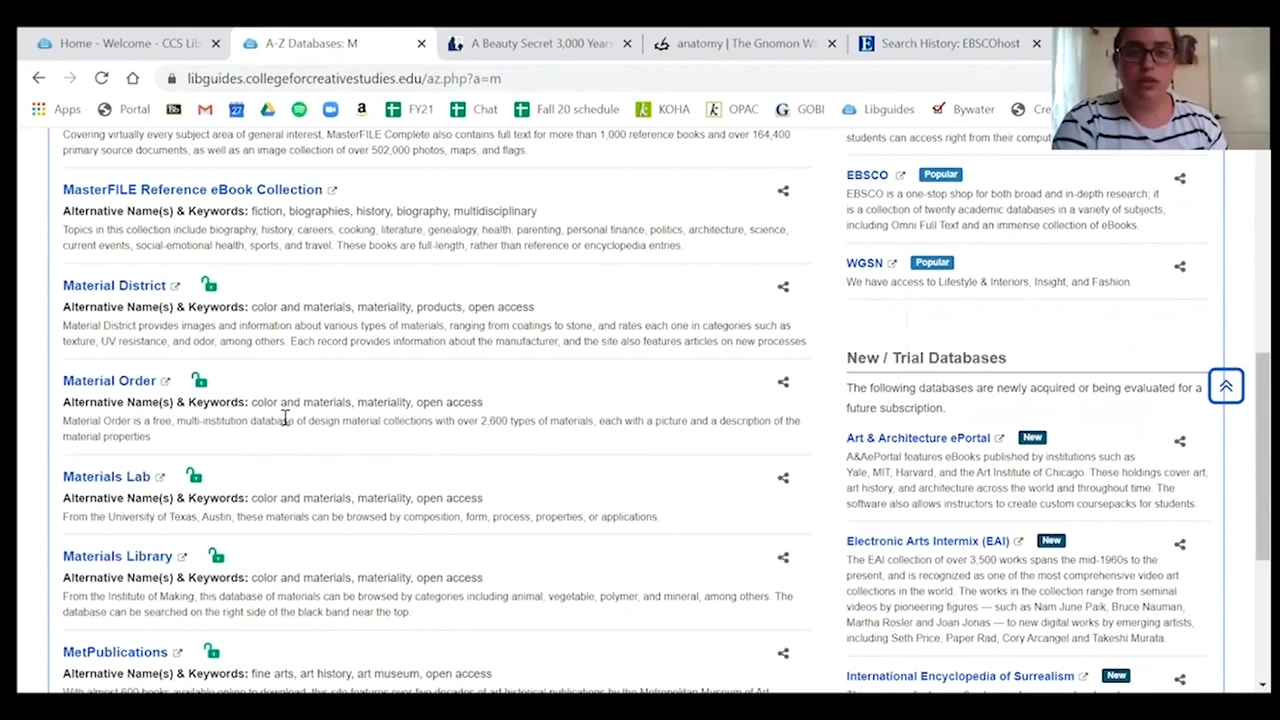 Home - Welcome - CCS Lib
A-Z Databases: M
A Beauty Secret 3,000 Year
anatomy | The Gnomon Wo
Search History: EBSCOhost
libguides.collegeforcreativestudies.edu/az.php?a=m
Apps
Portal
FY21
Chat
Fall 20 schedule
KOHA
OPAC
GOBI
Libguides
Bywater
Cre
Covering virtually every subject area of general interest, MasterFILE Complete also contains full text for more than 1,000 reference books and over 164,400
primary source documents, as well as an image collection of over 502,000 photos, maps, and flags.
MasterFILE Reference eBook Collection
Alternative Name(s) & Keywords: fiction, biographies, history, biography, multidisciplinary
Topics in this collection include biography, history, careers, cooking, literature, genealogy, health, parenting, personal finance, politics, architecture, science,
current events, social-emotional health, sports, and travel. These books are full-length, rather than reference or encyclopedia entries.
Material District
Alternative Name(s) & Keywords: color and materials, materiality, products, open access
Material District provides images and information about various types of materials, ranging from coatings to stone, and rates each one in categories such as
texture, UV resistance, and odor, among others. Each record provides information about the manufacturer, and the site also features articles on new processes.
Material Order
Alternative Name(s) & Keywords: color and materials, materiality, open access
Material Order is a free, multi-institution database of design material collections with over 2,600 types of materials, each with a picture and a description of the
material properties.
Materials Lab
Alternative Name(s) & Keywords: color and materials, materiality, open access
From the University of Texas, Austin, these materials can be browsed by composition, form, process, properties, or applications.
Materials Library
Alternative Name(s) & Keywords: color and materials, materiality, open access
From the Institute of Making, this database of materials can be browsed by categories including animal, vegetable, polymer, and mineral, among others. The
database can be searched on the right side of the black band near the top.
MetPublications
Alternative Name(s) & Keywords: fine arts, art history, art museum, open access
With almost 600 books available online to download, this site features over five decades of art historical publications by the Metropolitan Museum of Art
students can access right from their comput
EBSCO
Popular
EBSCO is a one-stop shop for both broad and in-depth research; it
is a collection of twenty academic databases in a variety of subjects,
including Omni Full Text and an immense collection of eBooks.
WGSN
Popular
We have access to Lifestyle & Interiors, Insight, and Fashion.
New / Trial Databases
The following databases are newly acquired or being evaluated for a
future subscription.
Art & Architecture ePortal
New
A&AePortal features eBooks published by institutions such as
Yale, MIT, Harvard, and the Art Institute of Chicago. These holdings cover art,
art history, and architecture across the world and throughout time. The
software also allows instructors to create custom coursepacks for students.
Electronic Arts Intermix (EAI)
New
The EAI collection of over 3,500 works spans the mid-1960s to the
present, and is recognized as one of the most comprehensive video art
collections in the world. The works in the collection range from seminal
videos by pioneering figures — such as Nam June Paik, Bruce Nauman,
Martha Rosler and Joan Jonas — to new digital works by emerging artists,
including Seth Price, Paper Rad, Cory Arcangel and Takeshi Murata.
International Encyclopedia of Surrealism
New